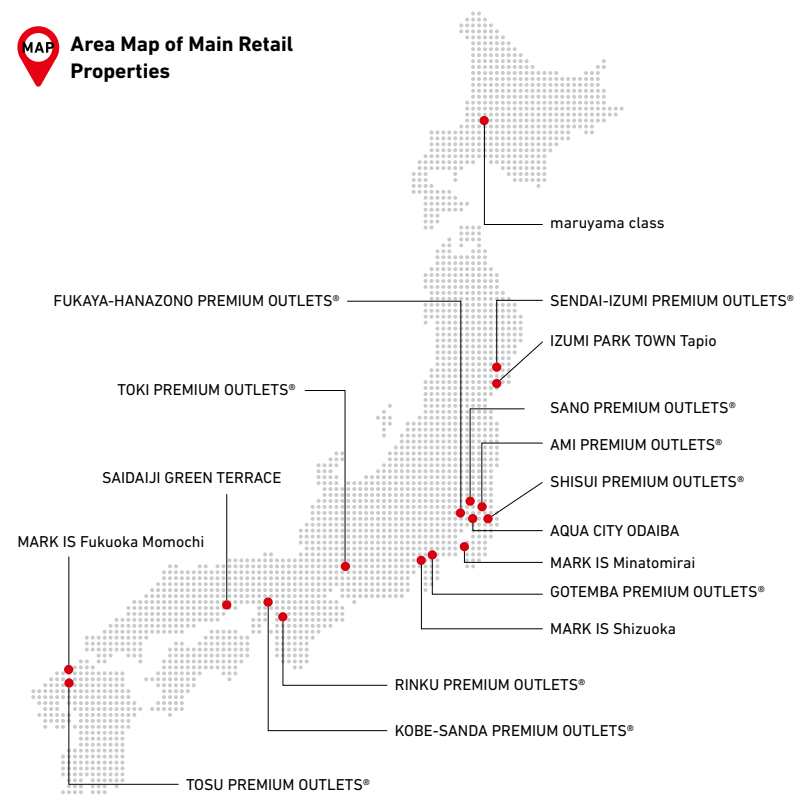 MAP
Area Map of Main Retail
Properties
maruyama class
FUKAYA-HANAZONO PREMIUM OUTLETS®
SENDAI-IZUMI PREMIUM OUTLETS®
IZUMI PARK TOWN Tapio
TOKI PREMIUM OUTLETS®
SANO PREMIUM OUTLETS®
AMI PREMIUM OUTLETS®
SAIDAIJI GREEN TERRACE
SHISUI PREMIUM OUTLETS®
AQUA CITY ODAIBA
MARK IS Fukuoka Momochi
MARK IS Minatomirai
GOTEMBA PREMIUM OUTLETS®
MARK IS Shizuoka
RINKU PREMIUM OUTLETS®
KOBE-SANDA PREMIUM OUTLETS®
TOSU PREMIUM OUTLETS®